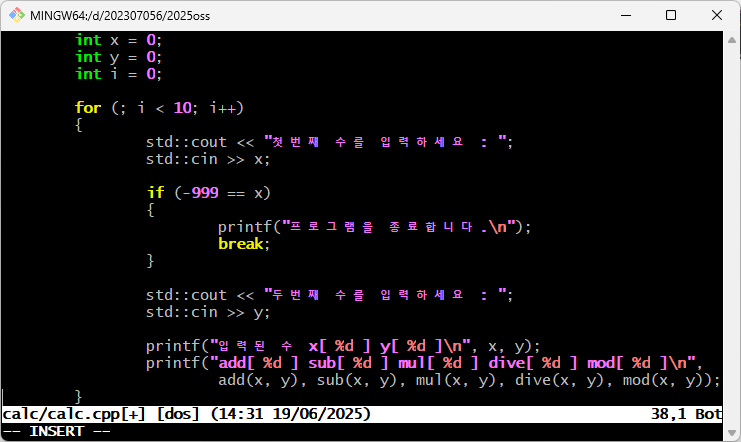 MINGW64:/d/202307056/2025oss
int x = 0;
int y = 0;
int i = 0;
for (; i < 10; i++)
{
std::cout << "첫번째 수를 입력하세요 : ";
std::cin >> x;
if (-999 == x)
{
printf("프로그램을 종료합니다.\n");
break;
}
std::cout << "두번째 수를 입력하세요 : ";
std::cin >> y;
printf("입력된 수 x[ %d ] y[ %d ]\n", x, y);
printf("add[ %d ] sub[ %d ] mul[ %d ] dive[ %d ] mod[ %d ]\n",
add(x, y), sub(x, y), mul(x, y), dive(x, y), mod(x, y));
}
calc/calc.cpp[+] [dos] (14:31 19/06/2025) 38,1 Bot
-- INSERT --